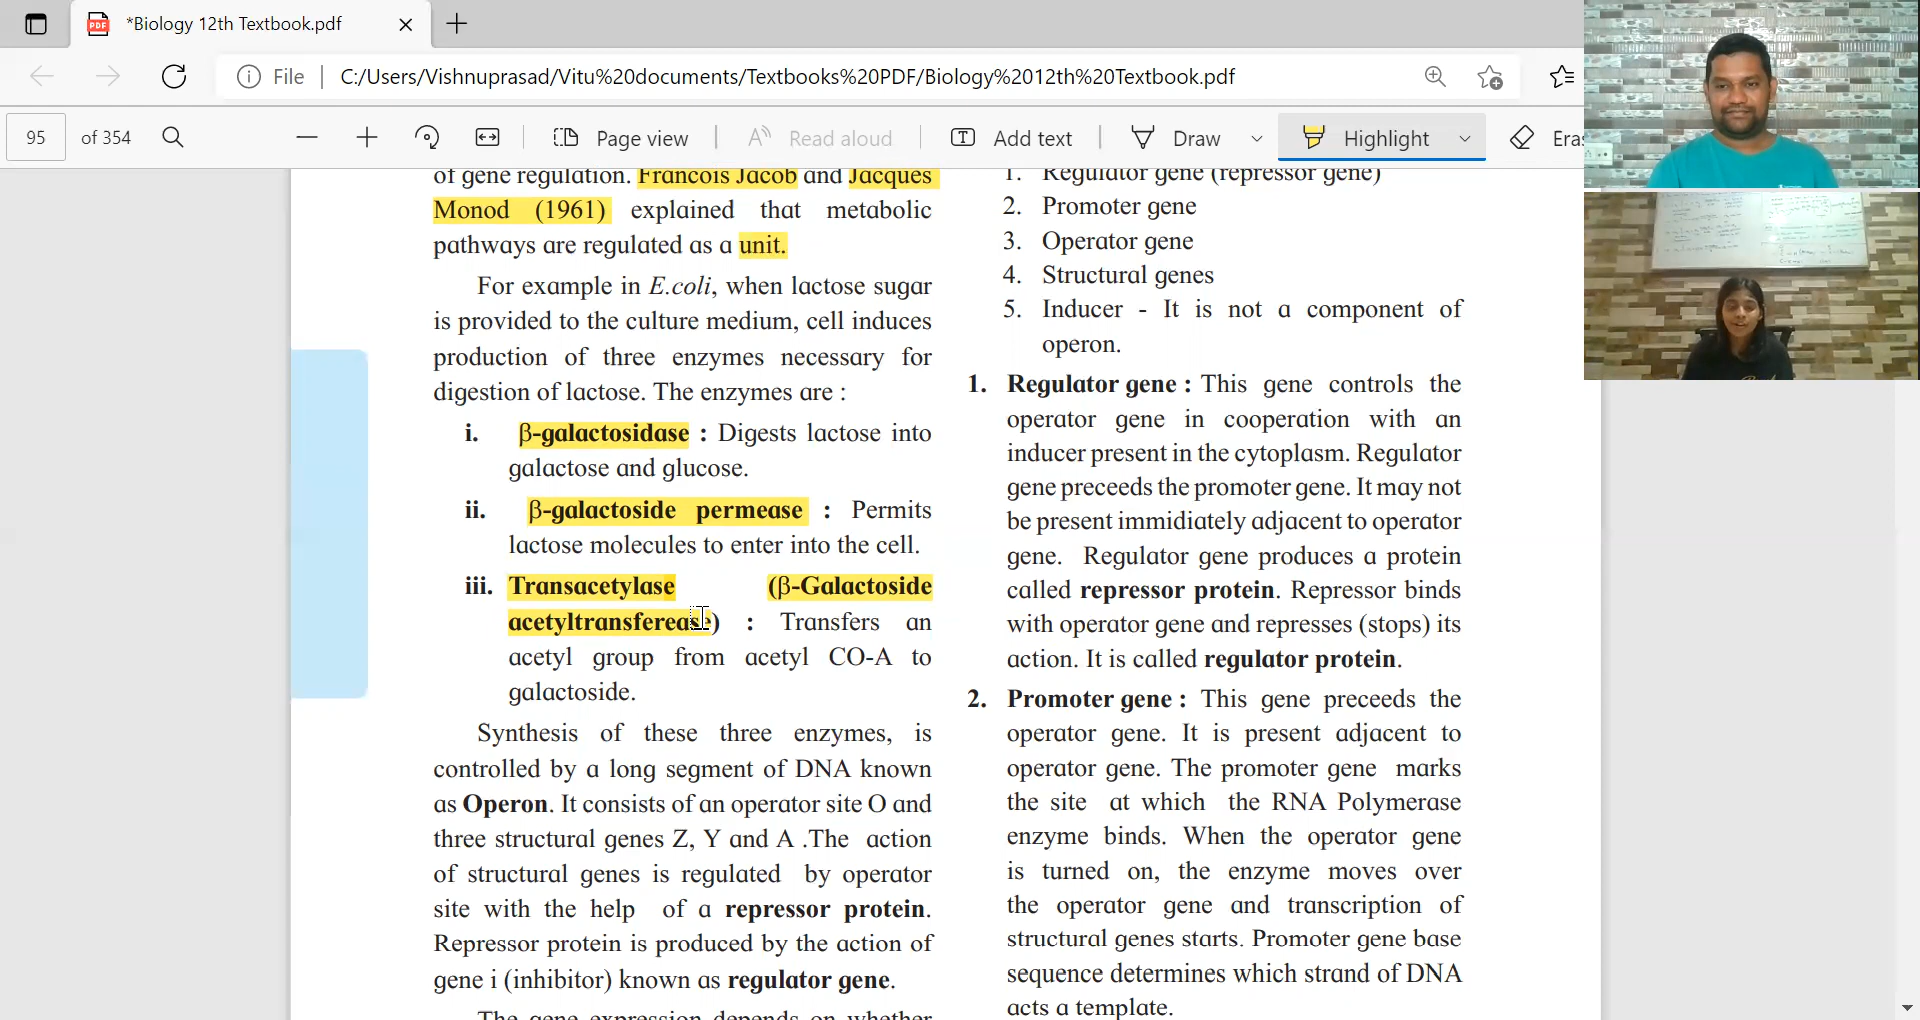 *Biology 12th Textbook.pdf
File
C:/Users/Vishnuprasad/Vitu%20documents/Textbooks%20PDF/Biology%2012th%20Textbook.pdf
95 of 354
Page view
Read aloud
Add text
Draw
Highlight
Eras
of gene regulation. Francois Jacob and Jacques
Monod (1961) explained that metabolic
pathways are regulated as a unit.
For example in E.coli, when lactose sugar
is provided to the culture medium, cell induces
production of three enzymes necessary for
digestion of lactose. The enzymes are :
i. β-galactosidase : Digests lactose into
galactose and glucose.
ii. β-galactoside permease : Permits
lactose molecules to enter into the cell.
iii. Transacetylase (β-Galactoside
acetyltransferease) : Transfers an
acetyl group from acetyl CO-A to
galactoside.
Synthesis of these three enzymes, is
controlled by a long segment of DNA known
as Operon. It consists of an operator site O and
three structural genes Z, Y and A .The action
of structural genes is regulated by operator
site with the help of a repressor protein.
Repressor protein is produced by the action of
gene i (inhibitor) known as regulator gene.
The gene expression depends on whether
1. Regulator gene (repressor gene)
2. Promoter gene
3. Operator gene
4. Structural genes
5. Inducer - It is not a component of
operon.
1. Regulator gene : This gene controls the
operator gene in cooperation with an
inducer present in the cytoplasm. Regulator
gene preceeds the promoter gene. It may not
be present immidiately adjacent to operator
gene. Regulator gene produces a protein
called repressor protein. Repressor binds
with operator gene and represses (stops) its
action. It is called regulator protein.
2. Promoter gene : This gene preceeds the
operator gene. It is present adjacent to
operator gene. The promoter gene marks
the site at which the RNA Polymerase
enzyme binds. When the operator gene
is turned on, the enzyme moves over
the operator gene and transcription of
structural genes starts. Promoter gene base
sequence determines which strand of DNA
acts a template.